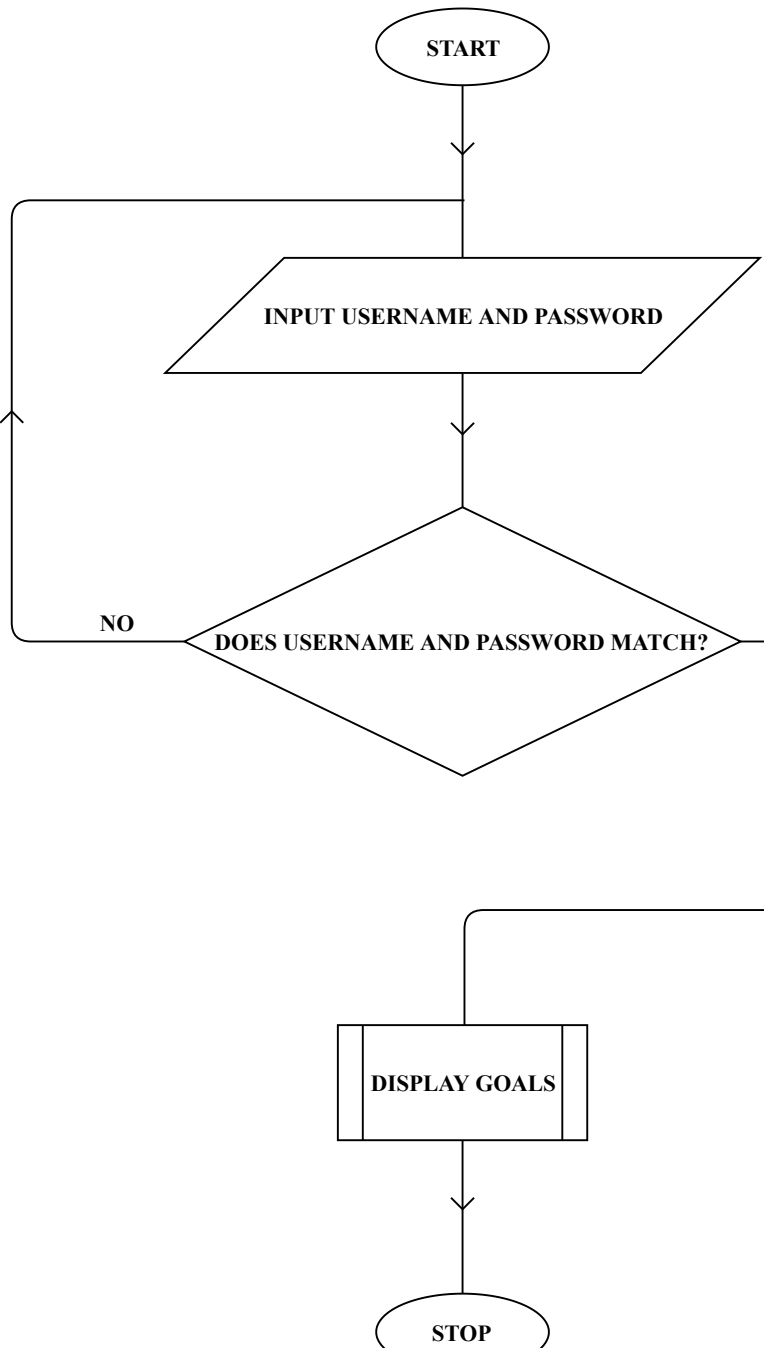 START
INPUT USERNAME AND PASSWORD
NO
DOES USERNAME AND PASSWORD MATCH?
DISPLAY GOALS
STOP